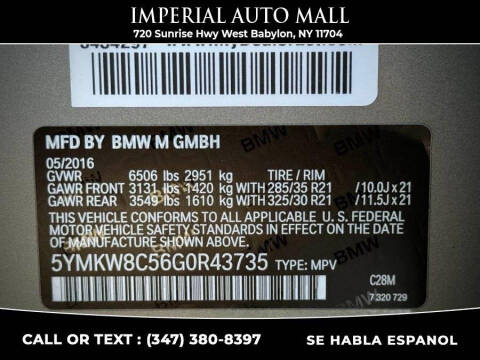 IMPERIAL AUTO MALL
720 Sunrise Hwy West Babylon, NY 11704
MFD BY BMW M GMBH
05/2016
GVWR 6506 lbs 2951 kg TIRE / RIM
GAWR FRONT 3131 lbs 1420 kg WITH 285/35 R21 /10.0J x 21
GAWR REAR 3549 lbs 1610 kg WITH 325/30 R21 /11.5J x 21
THIS VEHICLE CONFORMS TO ALL APPLICABLE U. S. FEDERAL
MOTOR VEHICLE SAFETY
IN EFFECT ON THE DATE OF MANUFACTURE SHOWN ABOVE.
5YMKW8C56G0R43735 TYPE: MPV
C28M
7 320 729
CALL OR TEXT : (347) 380-8397
SE HABLA ESPANOL